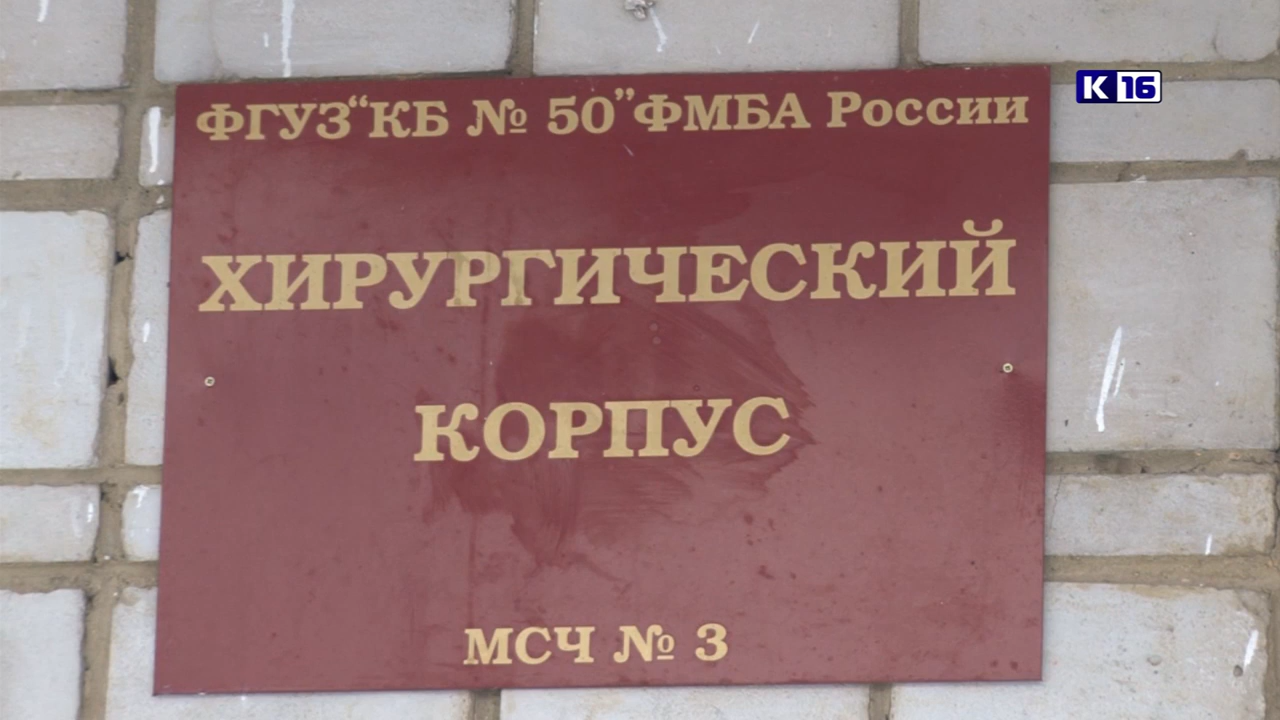 К 16
ФГУЗ“КБ № 50”ФМБА России
ХИРУРГИЧЕСКИЙ
КОРПУС
МСЧ № 3